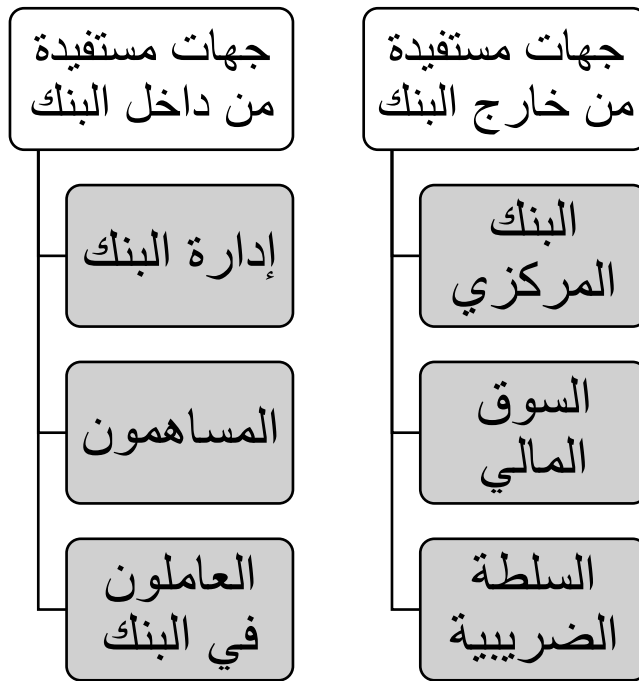 جهات مستفيدة
من خارج البنك
البنك
المركزي
السوق
المالي
السلطة
الضريبية
جهات مستفيدة
من داخل البنك
إدارة البنك
المساهمون
العاملون
في البنك